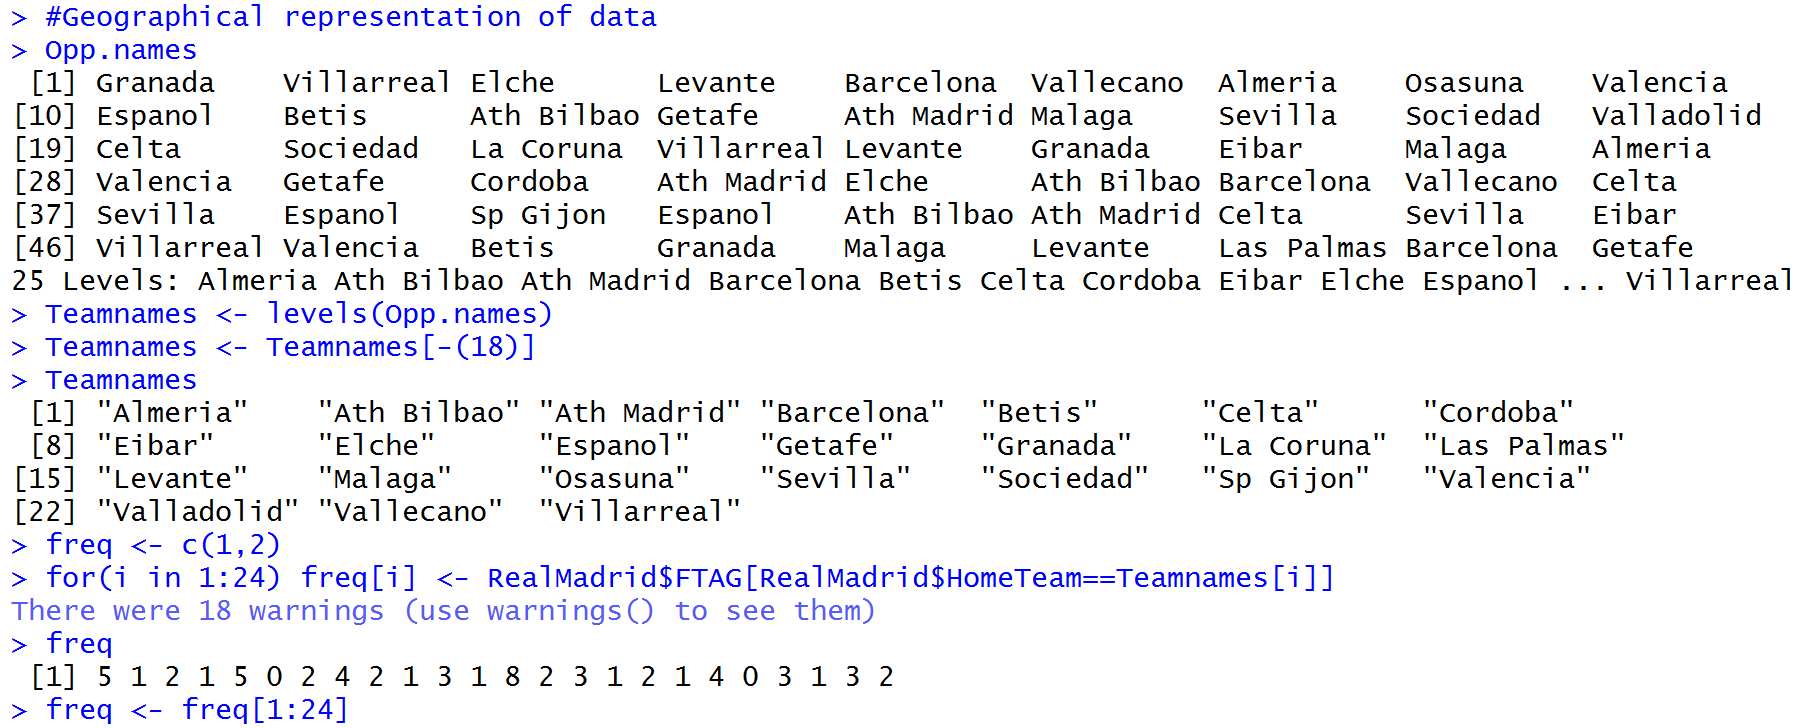 > #Geographical representation of data
> Opp.names
 [1] Granada    Villarreal Elche      Levante    Barcelona  Vallecano  Almeria    Osasuna    Valencia
[10] Espanol    Betis      Ath Bilbao Getafe     Ath Madrid Malaga     Sevilla    Sociedad   Valladolid
[19] Celta      Sociedad   La Coruna  Villarreal Levante    Granada    Eibar      Malaga     Almeria
[28] Valencia   Getafe     Cordoba    Ath Madrid Elche      Ath Bilbao Barcelona  Vallecano  Celta
[37] Sevilla    Espanol    Sp Gijon   Espanol    Ath Bilbao Ath Madrid Celta      Sevilla    Eibar
[46] Villarreal Valencia   Betis      Granada    Malaga     Levante    Las Palmas Barcelona  Getafe
25 Levels: Almeria Ath Bilbao Ath Madrid Barcelona Betis Celta Cordoba Eibar Elche Espanol ... Villarreal
> Teamnames <- levels(Opp.names)
> Teamnames <- Teamnames[-(18)]
> Teamnames
 [1] "Almeria"    "Ath Bilbao" "Ath Madrid" "Barcelona"  "Betis"      "Celta"      "Cordoba"
 [8] "Eibar"      "Elche"      "Espanol"    "Getafe"     "Granada"    "La Coruna"  "Las Palmas"
[15] "Levante"    "Malaga"     "Osasuna"    "Sevilla"    "Sociedad"   "Sp Gijon"   "Valencia"
[22] "Valladolid" "Vallecano"  "Villarreal"
> freq <- c(1,2)
> for(i in 1:24) freq[i] <- RealMadrid$FTAG[RealMadrid$HomeTeam==Teamnames[i]]
There were 18 warnings (use warnings() to see them)
> freq
 [1] 5 1 2 1 5 0 2 4 2 1 3 1 8 2 3 1 2 1 4 0 3 1 3 2
> freq <- freq[1:24]